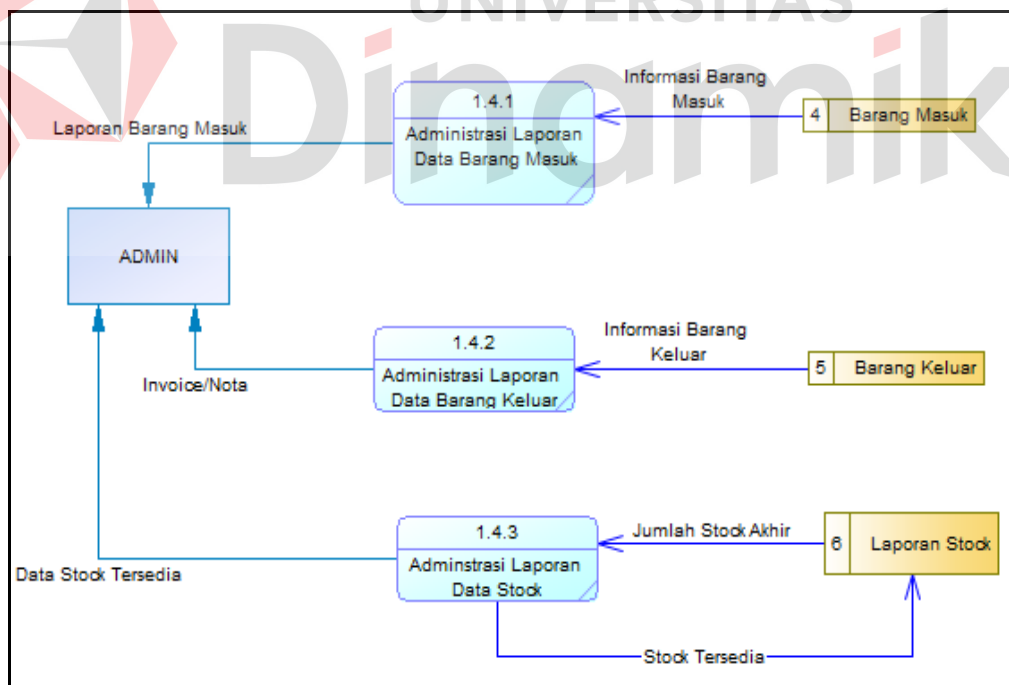 UNIVERSITAS
Dinamik
Informasi Barang
Masuk
1.4.1
4 Barang Masuk
Laporan Barang Masuk
Administrasi Laporan
Data Barang Masuk
ADMIN
Informasi Barang
Keluar
1.4.2
5 Barang Keluar
Administrasi Laporan
Data Barang Keluar
Invoice/Nota
1.4.3
Jumlah Stock Akhir
6 Laporan Stock
Adminstrasi Laporan
Data Stock
Data Stock Tersedia
Stock Tersedia